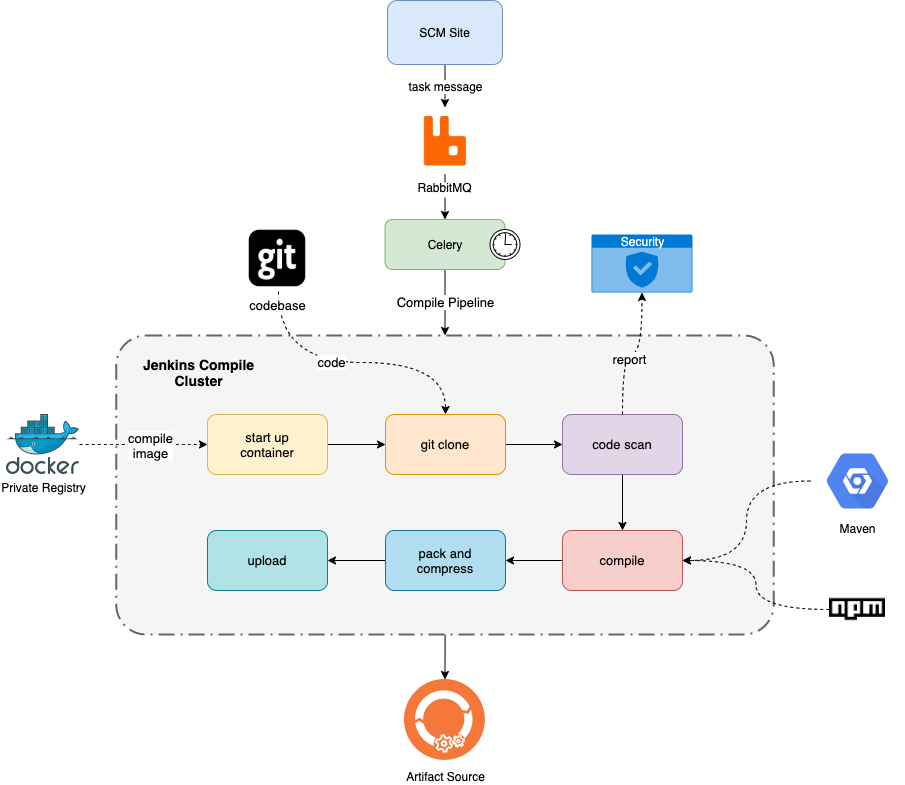 SCM Site
task message
RabbitMQ
Celery
git
codebase
Security
Compile Pipeline
Jenkins Compile
Cluster
code
report
docker
Private Registry
compile
image
start up
container
git clone
code scan
Maven
upload
pack and
compress
compile
npm
Artifact Source